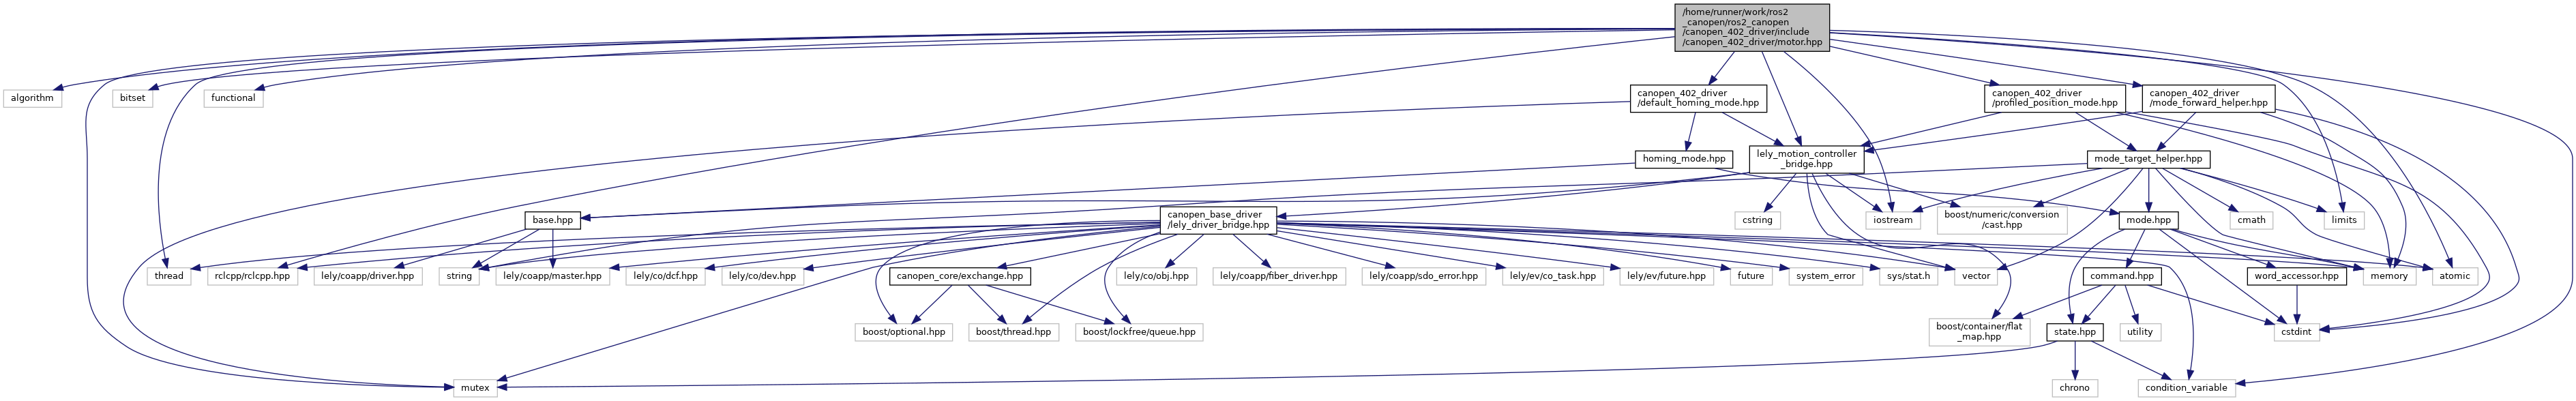 /home/runner/work/ros2
_canopen/ros2_canopen
/canopen_402_driver/include
/canopen_402_driver/motor.hpp
algorithm
bitset
functional
canopen_402_driver
/default_homing_mode.hpp
canopen_402_driver
/profiled_position_mode.hpp
canopen_402_driver
/mode_forward_helper.hpp
homing_mode.hpp
lely_motion_controller
_bridge.hpp
mode_target_helper.hpp
base.hpp
canopen_base_driver
/lely_driver_bridge.hpp
cstring
iostream
boost/numeric/conversion
/cast.hpp
mode.hpp
cmath
limits
thread
rclcpp/rclcpp.hpp
lely/coapp/driver.hpp
string
lely/coapp/master.hpp
lely/co/dcf.hpp
lely/co/dev.hpp
canopen_core/exchange.hpp
lely/co/obj.hpp
lely/coapp/fiber_driver.hpp
lely/coapp/sdo_error.hpp
lely/ev/co_task.hpp
lely/ev/future.hpp
future
system_error
sys/stat.h
vector
command.hpp
word_accessor.hpp
memory
atomic
boost/optional.hpp
boost/thread.hpp
boost/lockfree/queue.hpp
boost/container/flat
_map.hpp
state.hpp
utility
cstdint
mutex
chrono
condition_variable